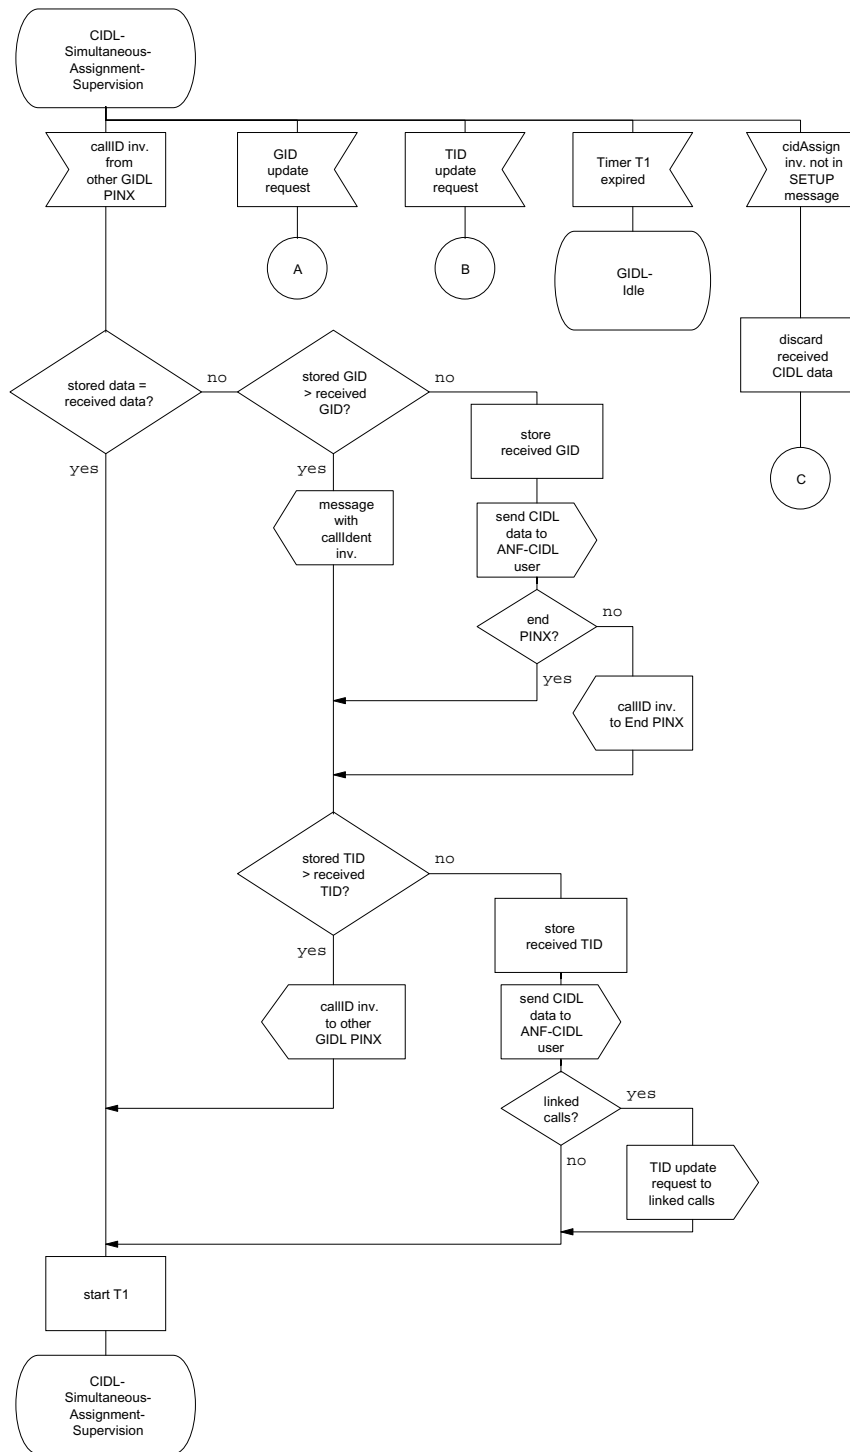 CIDL-
Simultaneous-
Assignment-
Supervision
callID inv.
from
other GIDL
PINX
GID
update
request
TID
update
request
Timer T1
expired
cidAssign
inv. not in
SETUP
message
A
B
GIDL-
Idle
discard
received
CIDL data
C
stored data =
received data?
no
yes
stored GID
> received
GID?
no
yes
store
received GID
message
with
callIdent
inv.
send CIDL
data to
ANF-CIDL
user
end
PINX?
no
yes
callID inv.
to End PINX
stored TID
> received
TID?
no
yes
store
received TID
callID inv.
to other
GIDL PINX
send CIDL
data to
ANF-CIDL
user
linked
calls?
yes
no
TID update
request to
linked calls
start T1
CIDL-
Simultaneous-
Assignment-
Supervision